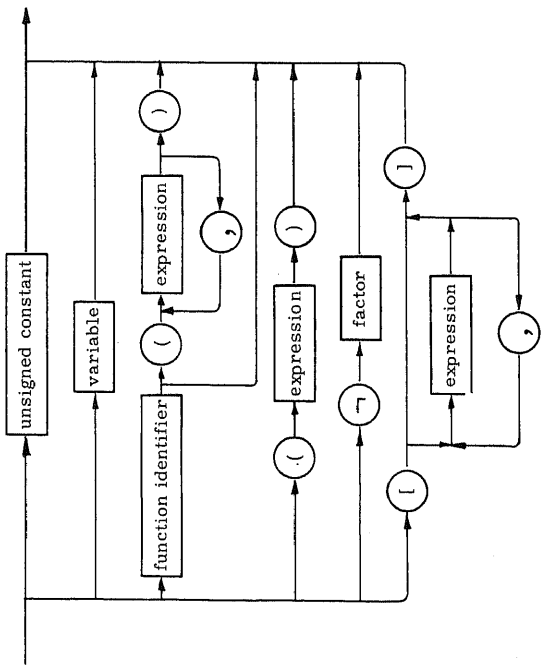 unsigned constant
variable
function identifier ( expression )
,
( expression )
¬ factor
[ ]
expression
,